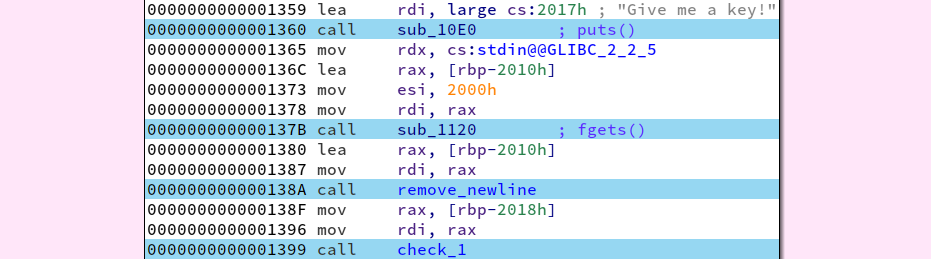 0000000000001359 lea     rdi, large cs:2017h ; "Give me a key!"
0000000000001360 call    sub_10E0        ; puts()
0000000000001365 mov     rdx, cs:stdin@@GLIBC_2_2_5
000000000000136C lea     rax, [rbp-2010h]
0000000000001373 mov     esi, 2000h
0000000000001378 mov     rdi, rax
000000000000137B call    sub_1120        ; fgets()
0000000000001380 lea     rax, [rbp-2010h]
0000000000001387 mov     rdi, rax
000000000000138A call    remove_newline
000000000000138F mov     rax, [rbp-2018h]
0000000000001396 mov     rdi, rax
0000000000001399 call    check_1